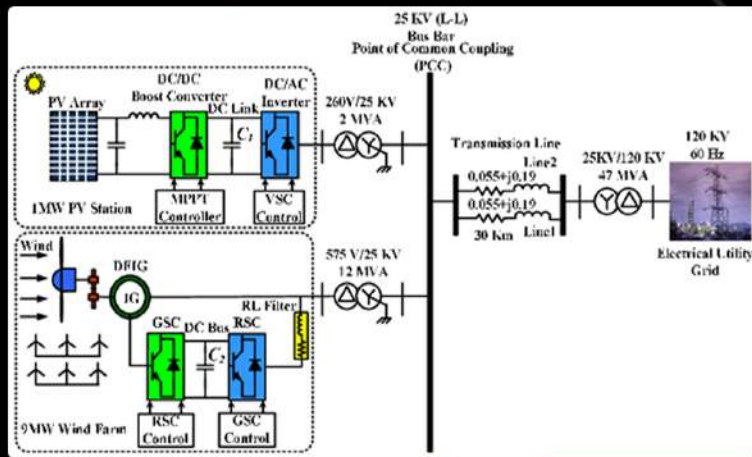 25 KV (L-L)
Bus Bar
Point of Common Coupling
(PCC)
DC/DC
Boost Converter
DC/AC
Inverter
PV Array
DC Link
C1
260V/25 KV
2 MVA
MPPT
Controller
VSC
Control
1MW PV Station
Transmission Line
Line2
0.055+j0.19
0.055+j0.19
30 Km
Line1
25KV/120 KV
47 MVA
120 KV
60 Hz
Electrical Utility
Grid
Wind
DFIG
IG
575 V/25 KV
12 MVA
RL Filter
GSC
DC Bus
RSC
C2
RSC
Control
GSC
Control
9MW Wind Farm